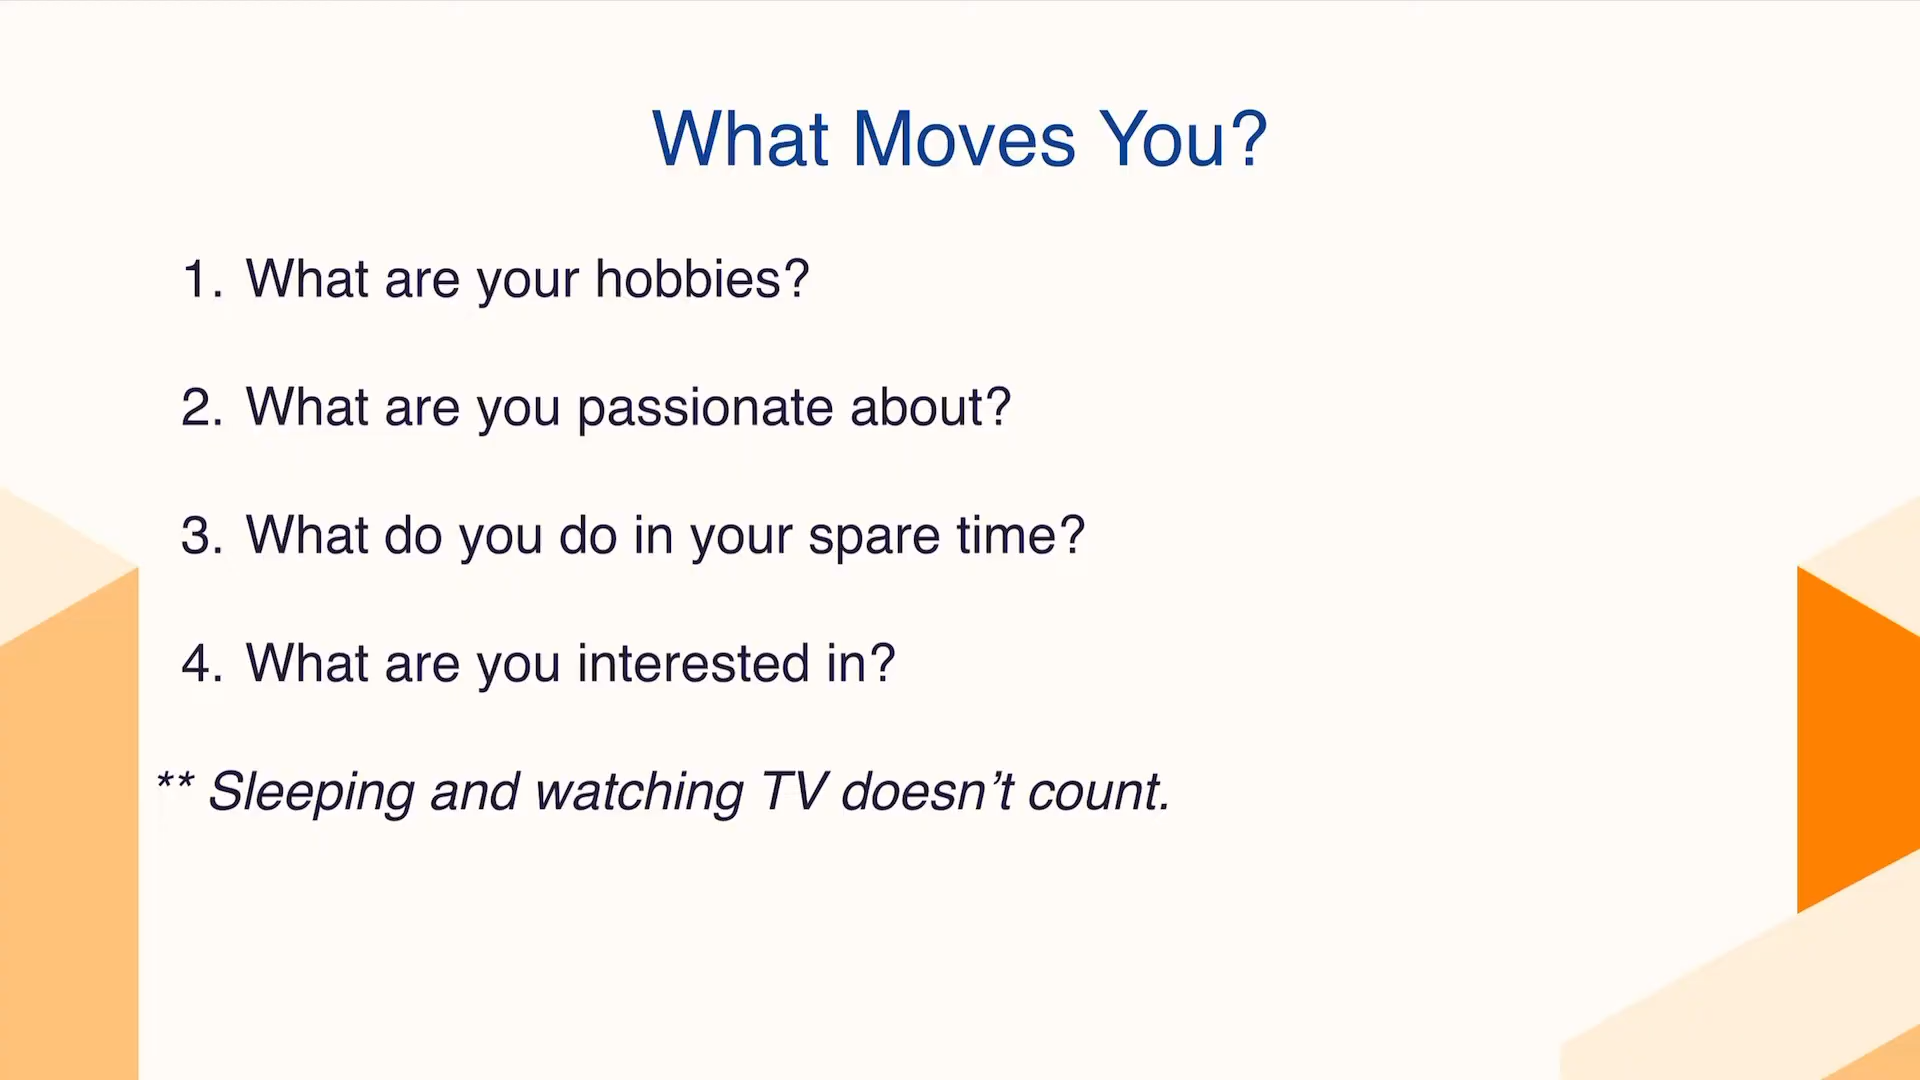 What Moves You?
1. What are your hobbies?
2. What are you passionate about?
3. What do you do in your spare time?
4. What are you interested in?
** Sleeping and watching TV doesn’t count.